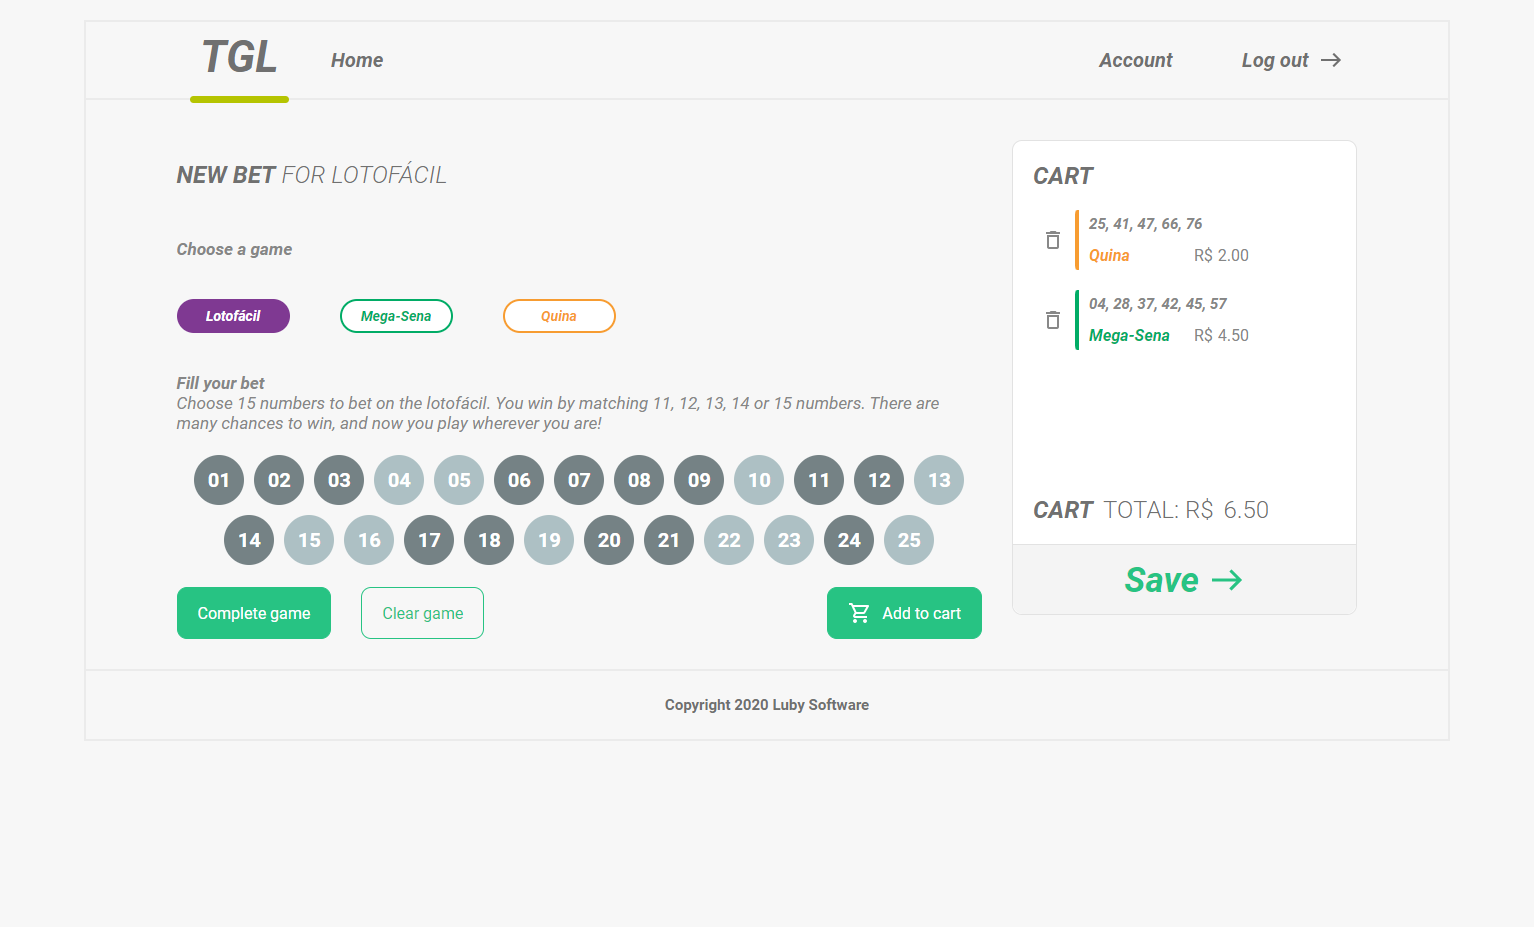 TGL Home Account Log out
NEW BET FOR LOTOFÁCIL
Choose a game
Lotofácil Mega-Sena Quina
Fill your bet
Choose 15 numbers to bet on the lotofácil. You win by matching 11, 12, 13, 14 or 15 numbers. There are
many chances to win, and now you play wherever you are!
01 02 03 04 05 06 07 08 09 10 11 12 13
14 15 16 17 18 19 20 21 22 23 24 25
Complete game Clear game Add to cart
CART
25, 41, 47, 66, 76
Quina R$ 2.00
04, 28, 37, 42, 45, 57
Mega-Sena R$ 4.50
CART TOTAL: R$ 6.50
Save
Copyright 2020 Luby Software